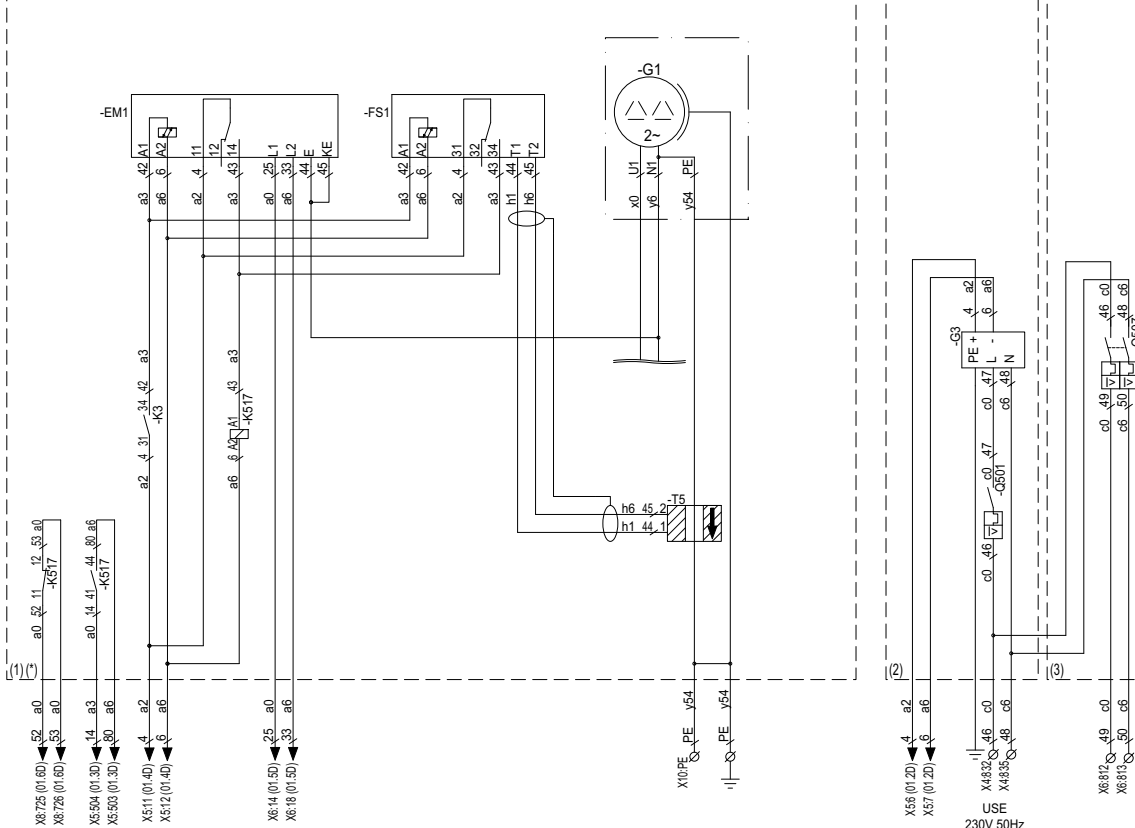 -G1
2~
U1 N1 PE
x0 y6 y54
-EM1
A1 A2 11 12 14 L1 L2 E KE
42 6 4 43 25 33 44 45
a3 a6 a2 a3 a0 a6
-FS1
A1 A2 31 32 34 T1 T2
42 6 4 43 44 45
a3 a6 a2 a3 h1 h6
a3 42 34 31 4 a2
-K3
a3 43 A1 A2 6 a6
-K517
-T5
h6 45 2
h1 44 1
a0 53 12 11 52 a0
-K517
a6 80 44 41 14 a0
-K517
(1) (*)
a0 a0 a3 a6 a2 a6 a0 a6 y54 y54
52 53 14 80 4 6 25 33 PE PE
X8:725 (01.6D)
X8:726 (01.6D)
X5:504 (01.3D)
X5:503 (01.3D)
X5:11 (01.4D)
X5:12 (01.4D)
X6:14 (01.5D)
X6:18 (01.5D)
X10:PE
a2 a6
4 6
-G3
PE + L - N
47 48
c0 c6
47
c0
-Q501
I>
46
c0
(2)
a2 a6 c0 c6
4 6 46 48
X5:6 (01.2D)
X5:7 (01.2D)
X4:832
X4:835
USE
230V 50Hz
c0 c6
46 48
I> I>
49 50
c0 c6
(3)
c0 c6
49 50
X6:812
X6:813